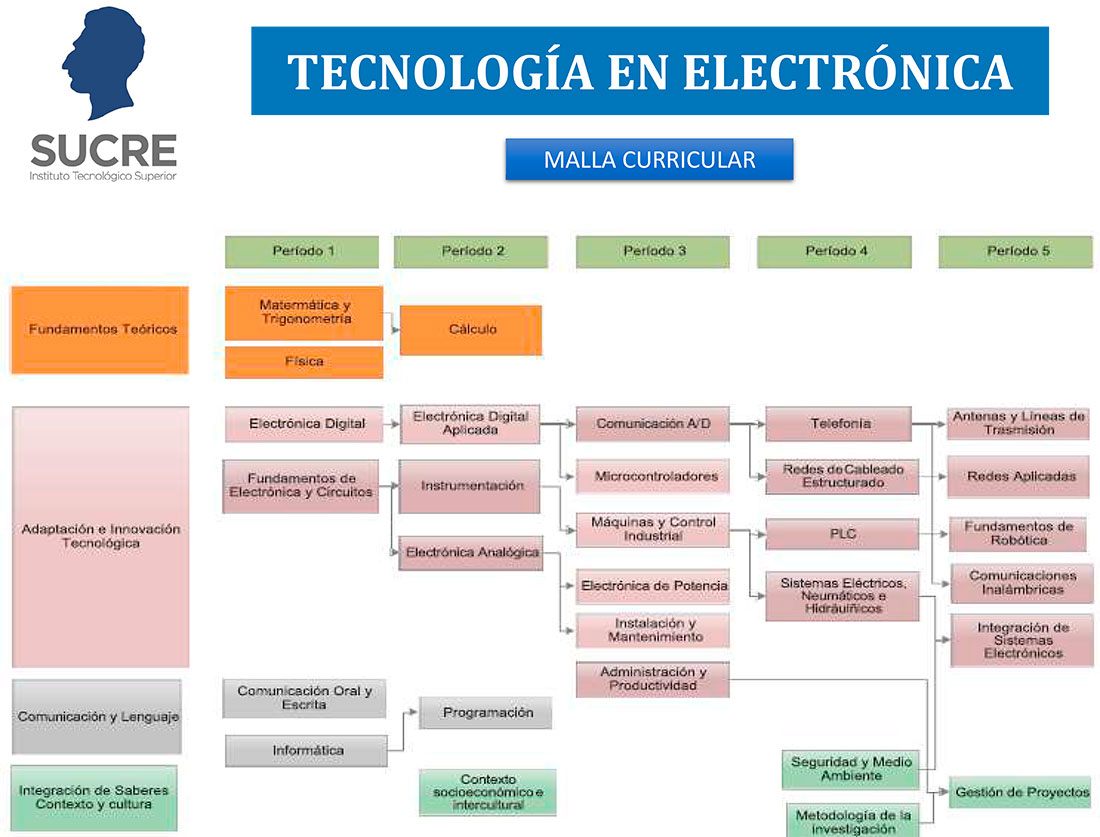 SUCRE
Instituto Tecnológico Superior
TECNOLOGÍA EN ELECTRÓNICA
MALLA CURRICULAR
Período 1
Período 2
Período 3
Período 4
Período 5
Fundamentos Teóricos
Matermática y
Trigonometría
Física
Cálculo
Adaptación e Innovación
Tecnológica
Electrónica Digital
Electrónica Digital
Aplicada
Comunicación A/D
Telefonía
Antenas y Líneas de
Trasmisión
Fundamentos de
Electrónica y Circuitos
Instrumentación
Microcontroladores
Redes de Cableado
Estructurado
Redes Aplicadas
Electrónica Analógica
Máquinas y Control
Industrial
PLC
Fundamentos de
Robótica
Electrónica de Potencia
Sistemas Eléctricos,
Neumáticos e
Hidráulñicos
Comunicaciones
Inalámbricas
Instalación y
Mantenimiento
Integración de
Sistemas
Electrónicos
Administración y
Productividad
Comunicación y Lenguaje
Comunicación Oral y
Escrita
Informática
Programación
Integración de Saberes
Contexto y cultura
Contexto
socioeconómico e
intercultural
Seguridad y Medio
Ambiente
Metodología de la
investigación
Gestión de Proyectos